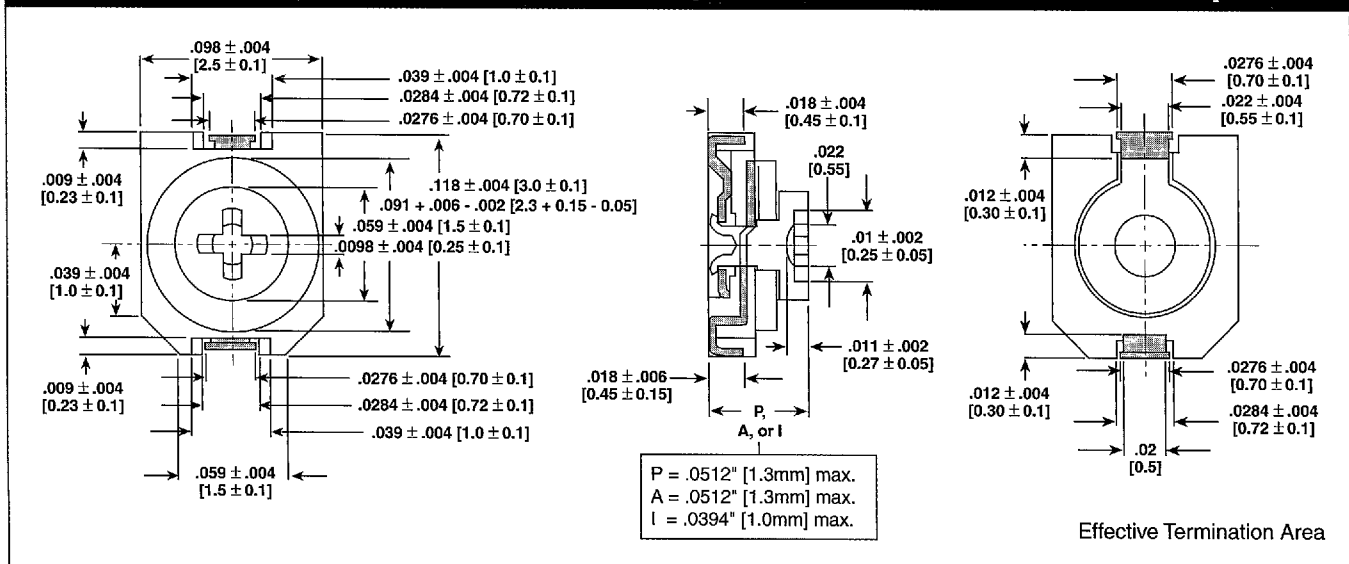 .098 ± .004
[2.5 ± 0.1]
.039 ± .004 [1.0 ± 0.1]
.0284 ± .004 [0.72 ± 0.1]
.0276 ± .004 [0.70 ± 0.1]
.009 ± .004
[0.23 ± 0.1]
.118 ± .004 [3.0 ± 0.1]
.091 + .006 - .002 [2.3 + 0.15 - 0.05]
.059 ± .004 [1.5 ± 0.1]
.0098 ± .004 [0.25 ± 0.1]
.039 ± .004
[1.0 ± 0.1]
.009 ± .004
[0.23 ± 0.1]
.0276 ± .004 [0.70 ± 0.1]
.0284 ± .004 [0.72 ± 0.1]
.039 ± .004 [1.0 ± 0.1]
.059 ± .004
[1.5 ± 0.1]
.018 ± .004
[0.45 ± 0.1]
.022
[0.55]
.01 ± .002
[0.25 ± 0.05]
.011 ± .002
[0.27 ± 0.05]
.018 ± .006
[0.45 ± 0.15]
P,
A, or I
P = .0512" [1.3mm] max.
A = .0512" [1.3mm] max.
I = .0394" [1.0mm] max.
.0276 ± .004
[0.70 ± 0.1]
.022 ± .004
[0.55 ± 0.1]
.012 ± .004
[0.30 ± 0.1]
.012 ± .004
[0.30 ± 0.1]
.0276 ± .004
[0.70 ± 0.1]
.0284 ± .004
[0.72 ± 0.1]
.02
[0.5]
Effective Termination Area